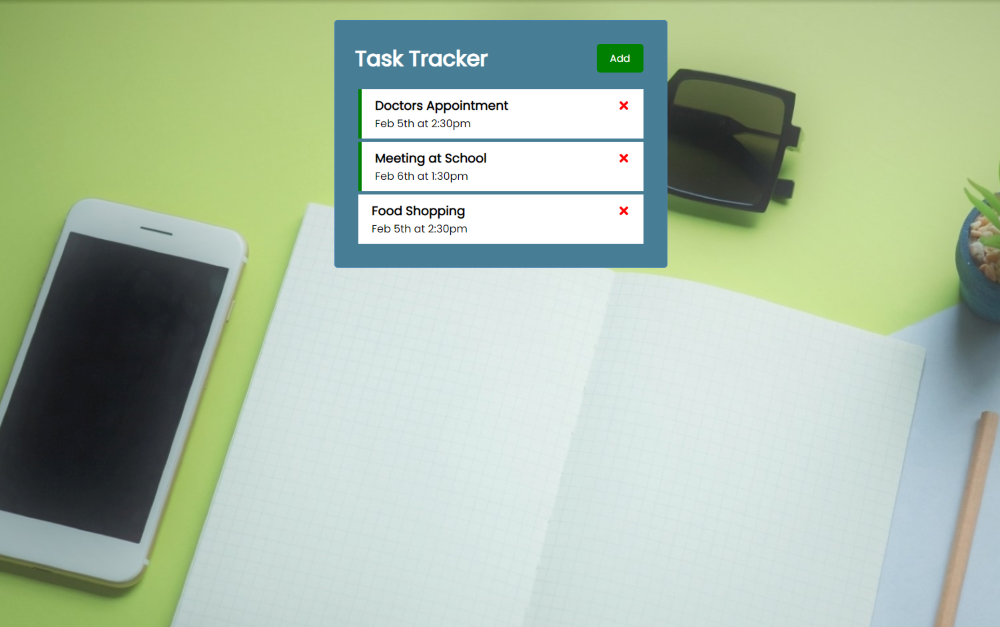 Task Tracker
Add
Doctors Appointment
Feb 5th at 2:30pm
Meeting at School
Feb 6th at 1:30pm
Food Shopping
Feb 5th at 2:30pm